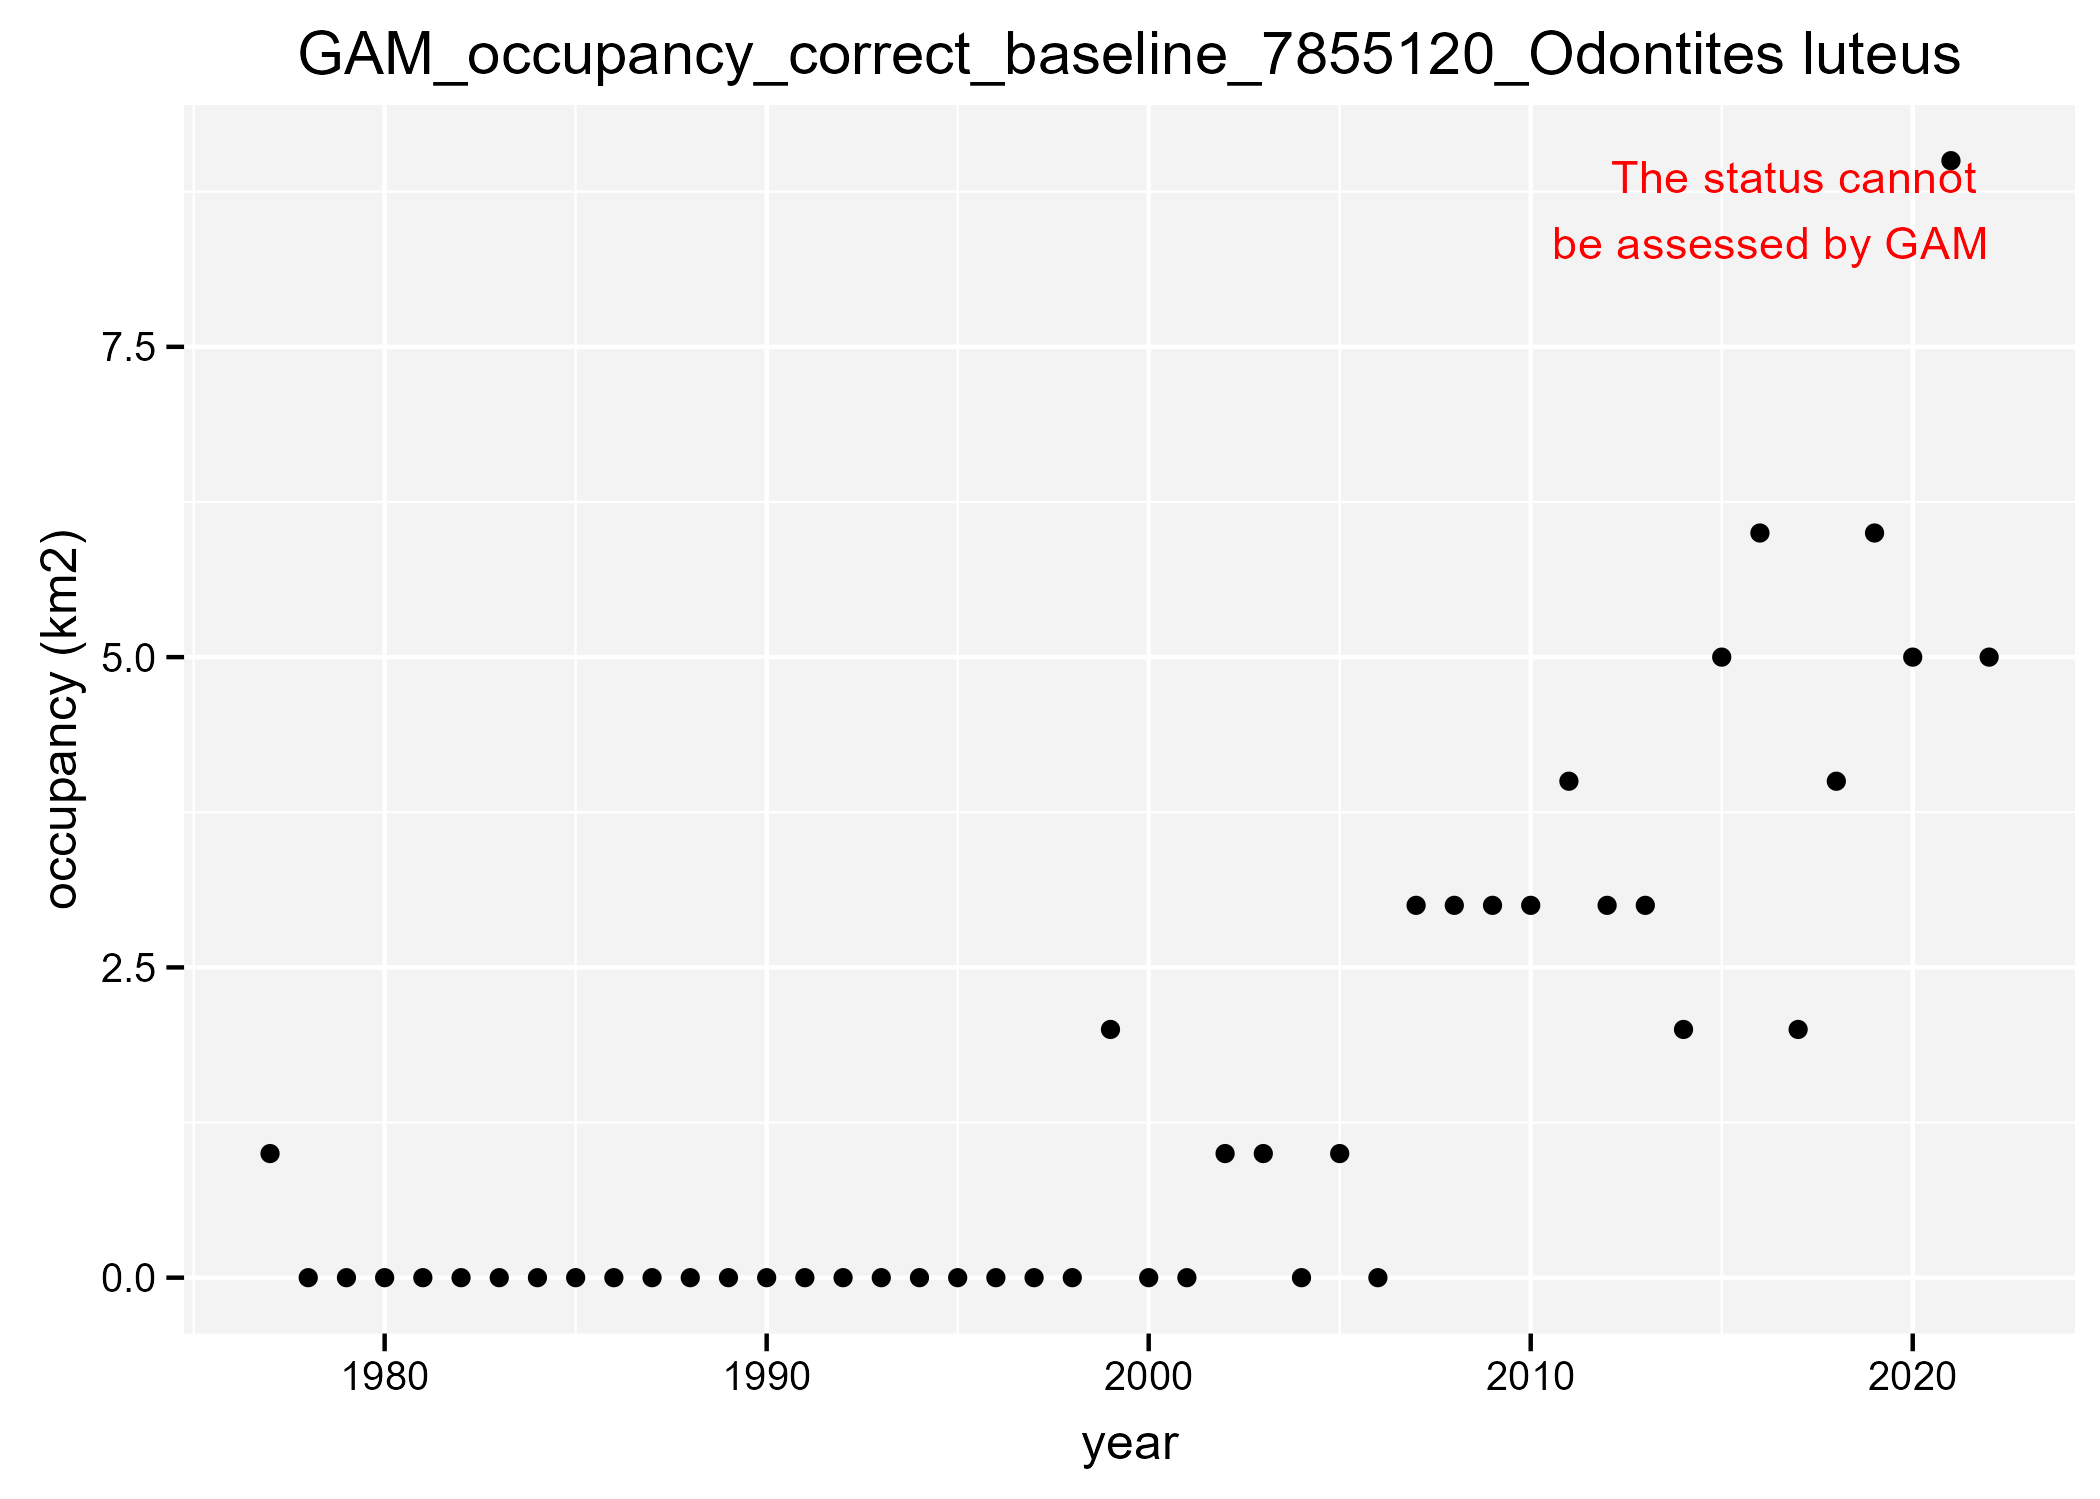 GAM_occupancy_correct_baseline_7855120_Odontites luteus
The status cannot
be assessed by GAM
7.5
5.0
2.5
0.0
occupancy (km2)
1980
1990
2000
2010
2020
year